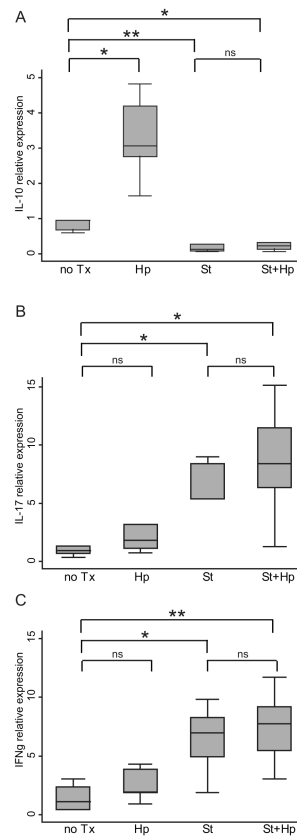 A
*
**
*
ns
IL-10 relative expression
5
4
3
2
1
0
no Tx Hp St St+Hp
B
*
*
ns
ns
IL-17 relative expression
15
10
5
0
no Tx Hp St St+Hp
C
**
*
ns
ns
IFNg relative expression
15
10
5
0
no Tx Hp St St+Hp